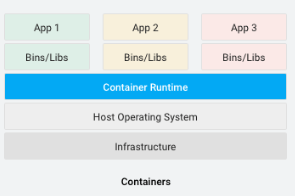 App 1 App 2 App 3
Bins/Libs Bins/Libs Bins/Libs
Container Runtime
Host Operating System
Infrastructure
Containers